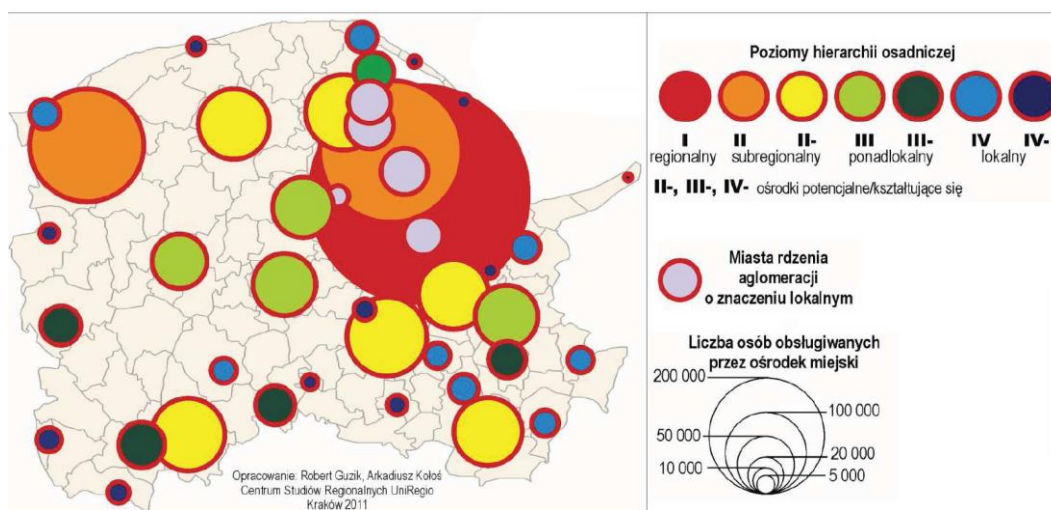 Opracowanie: Robert Guzik, Arkadiusz Kołoś
Centrum Studiów Regionalnych UniRegio
Kraków 2011
Poziomy hierarchii osadniczej
I II II- III III- IV IV-
regionalny subregionalny ponadlokalny lokalny
II-, III-, IV- ośrodki potencjalne/kształtujące się
Miasta rdzenia
aglomeracji
o znaczeniu lokalnym
Liczba osób obsługiwanych
przez ośrodek miejski
200 000
100 000
50 000
20 000
10 000
5 000